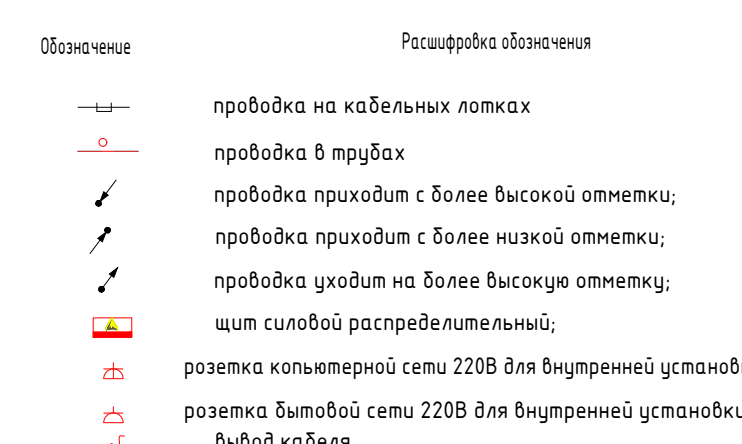 Обозначение Расшифровка обозначения
проводка на кабельных лотках
проводка в трубах
проводка приходит с более высокой отметки;
проводка приходит с более низкой отметки;
проводка уходит на более высокую отметку;
щит силовой распределительный;
розетка копьютерной сети 220В для внутренней установ
розетка бытовой сети 220В для внутренней установки
вывод кабеля